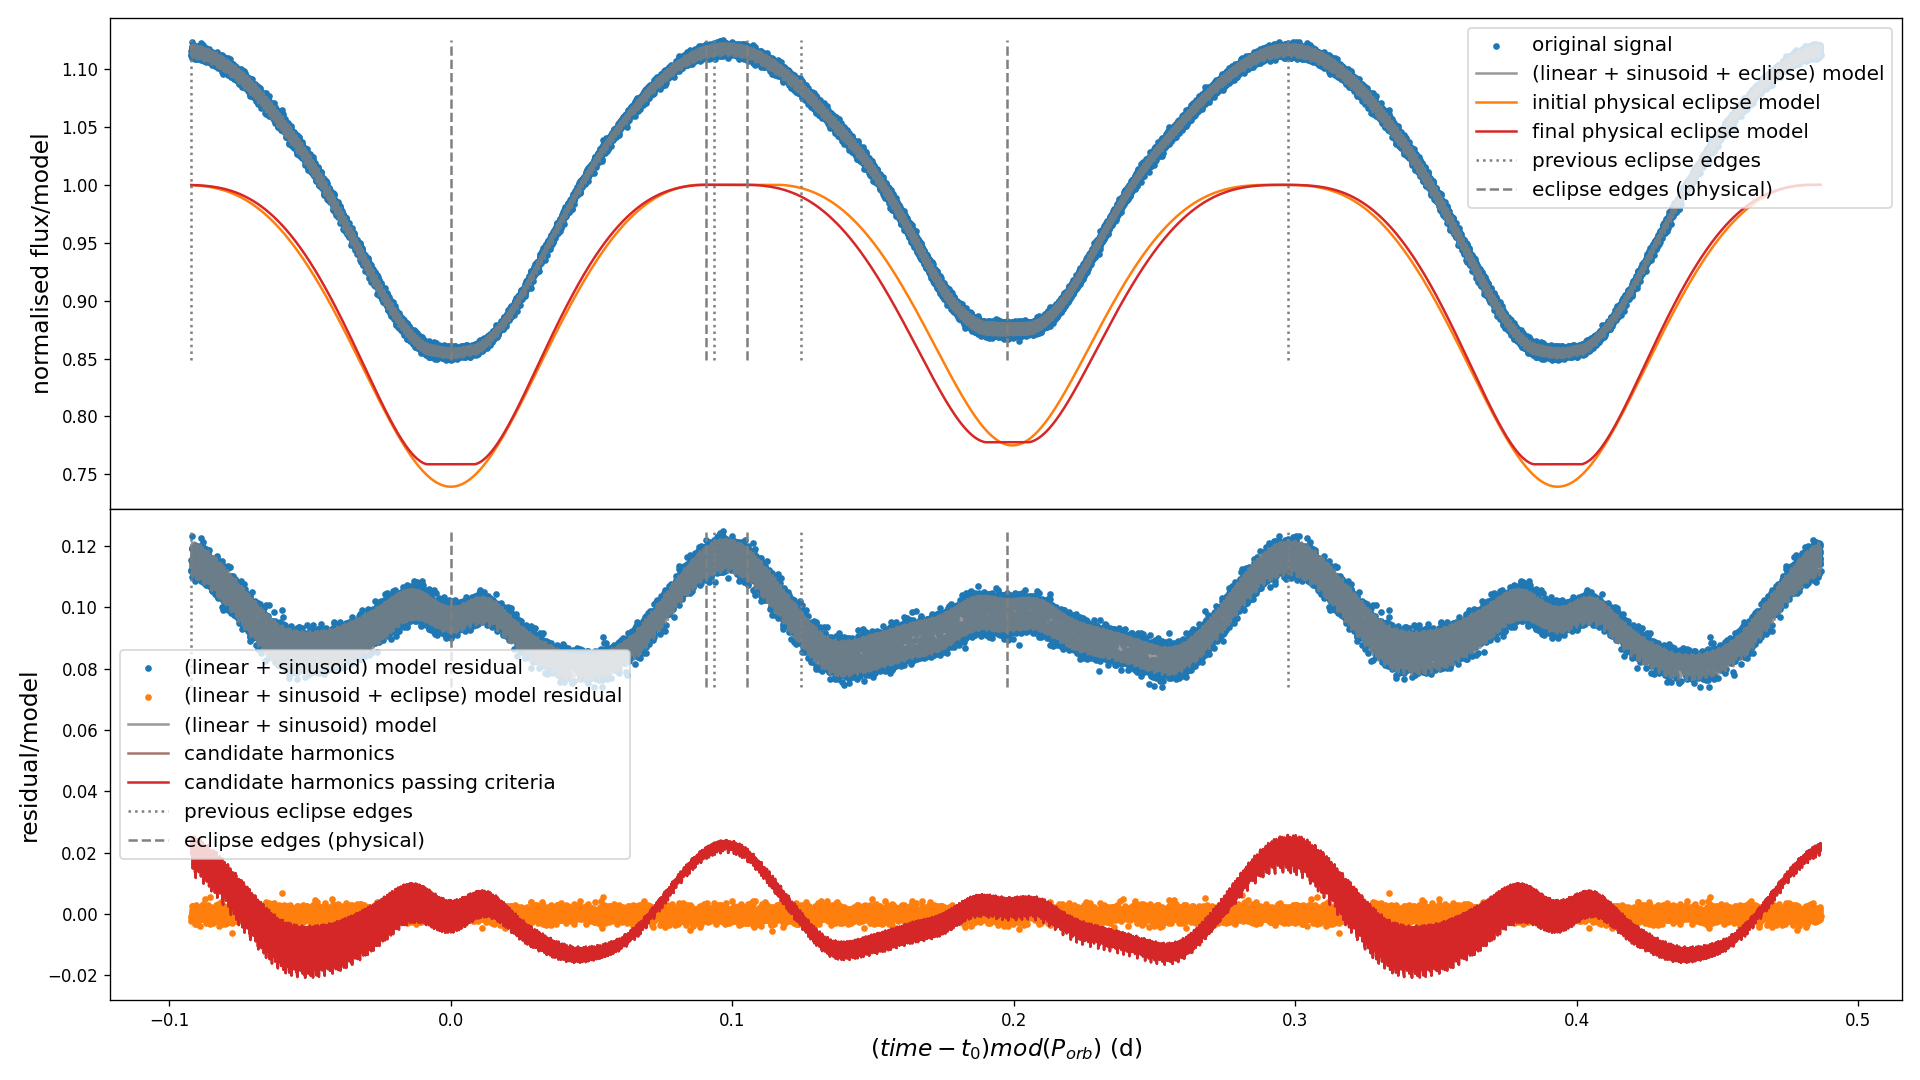 normalised flux/model
1.10
1.05
1.00
0.95
0.90
0.85
0.80
0.75
original signal
(linear + sinusoid + eclipse) model
initial physical eclipse model
final physical eclipse model
previous eclipse edges
eclipse edges (physical)
residual/model
0.12
0.10
0.08
0.06
0.04
0.02
0.00
−0.02
(linear + sinusoid) model residual
(linear + sinusoid + eclipse) model residual
(linear + sinusoid) model
candidate harmonics
candidate harmonics passing criteria
previous eclipse edges
eclipse edges (physical)
−0.1 0.0 0.1 0.2 0.3 0.4 0.5
(time − t₀)mod(P_orb) (d)